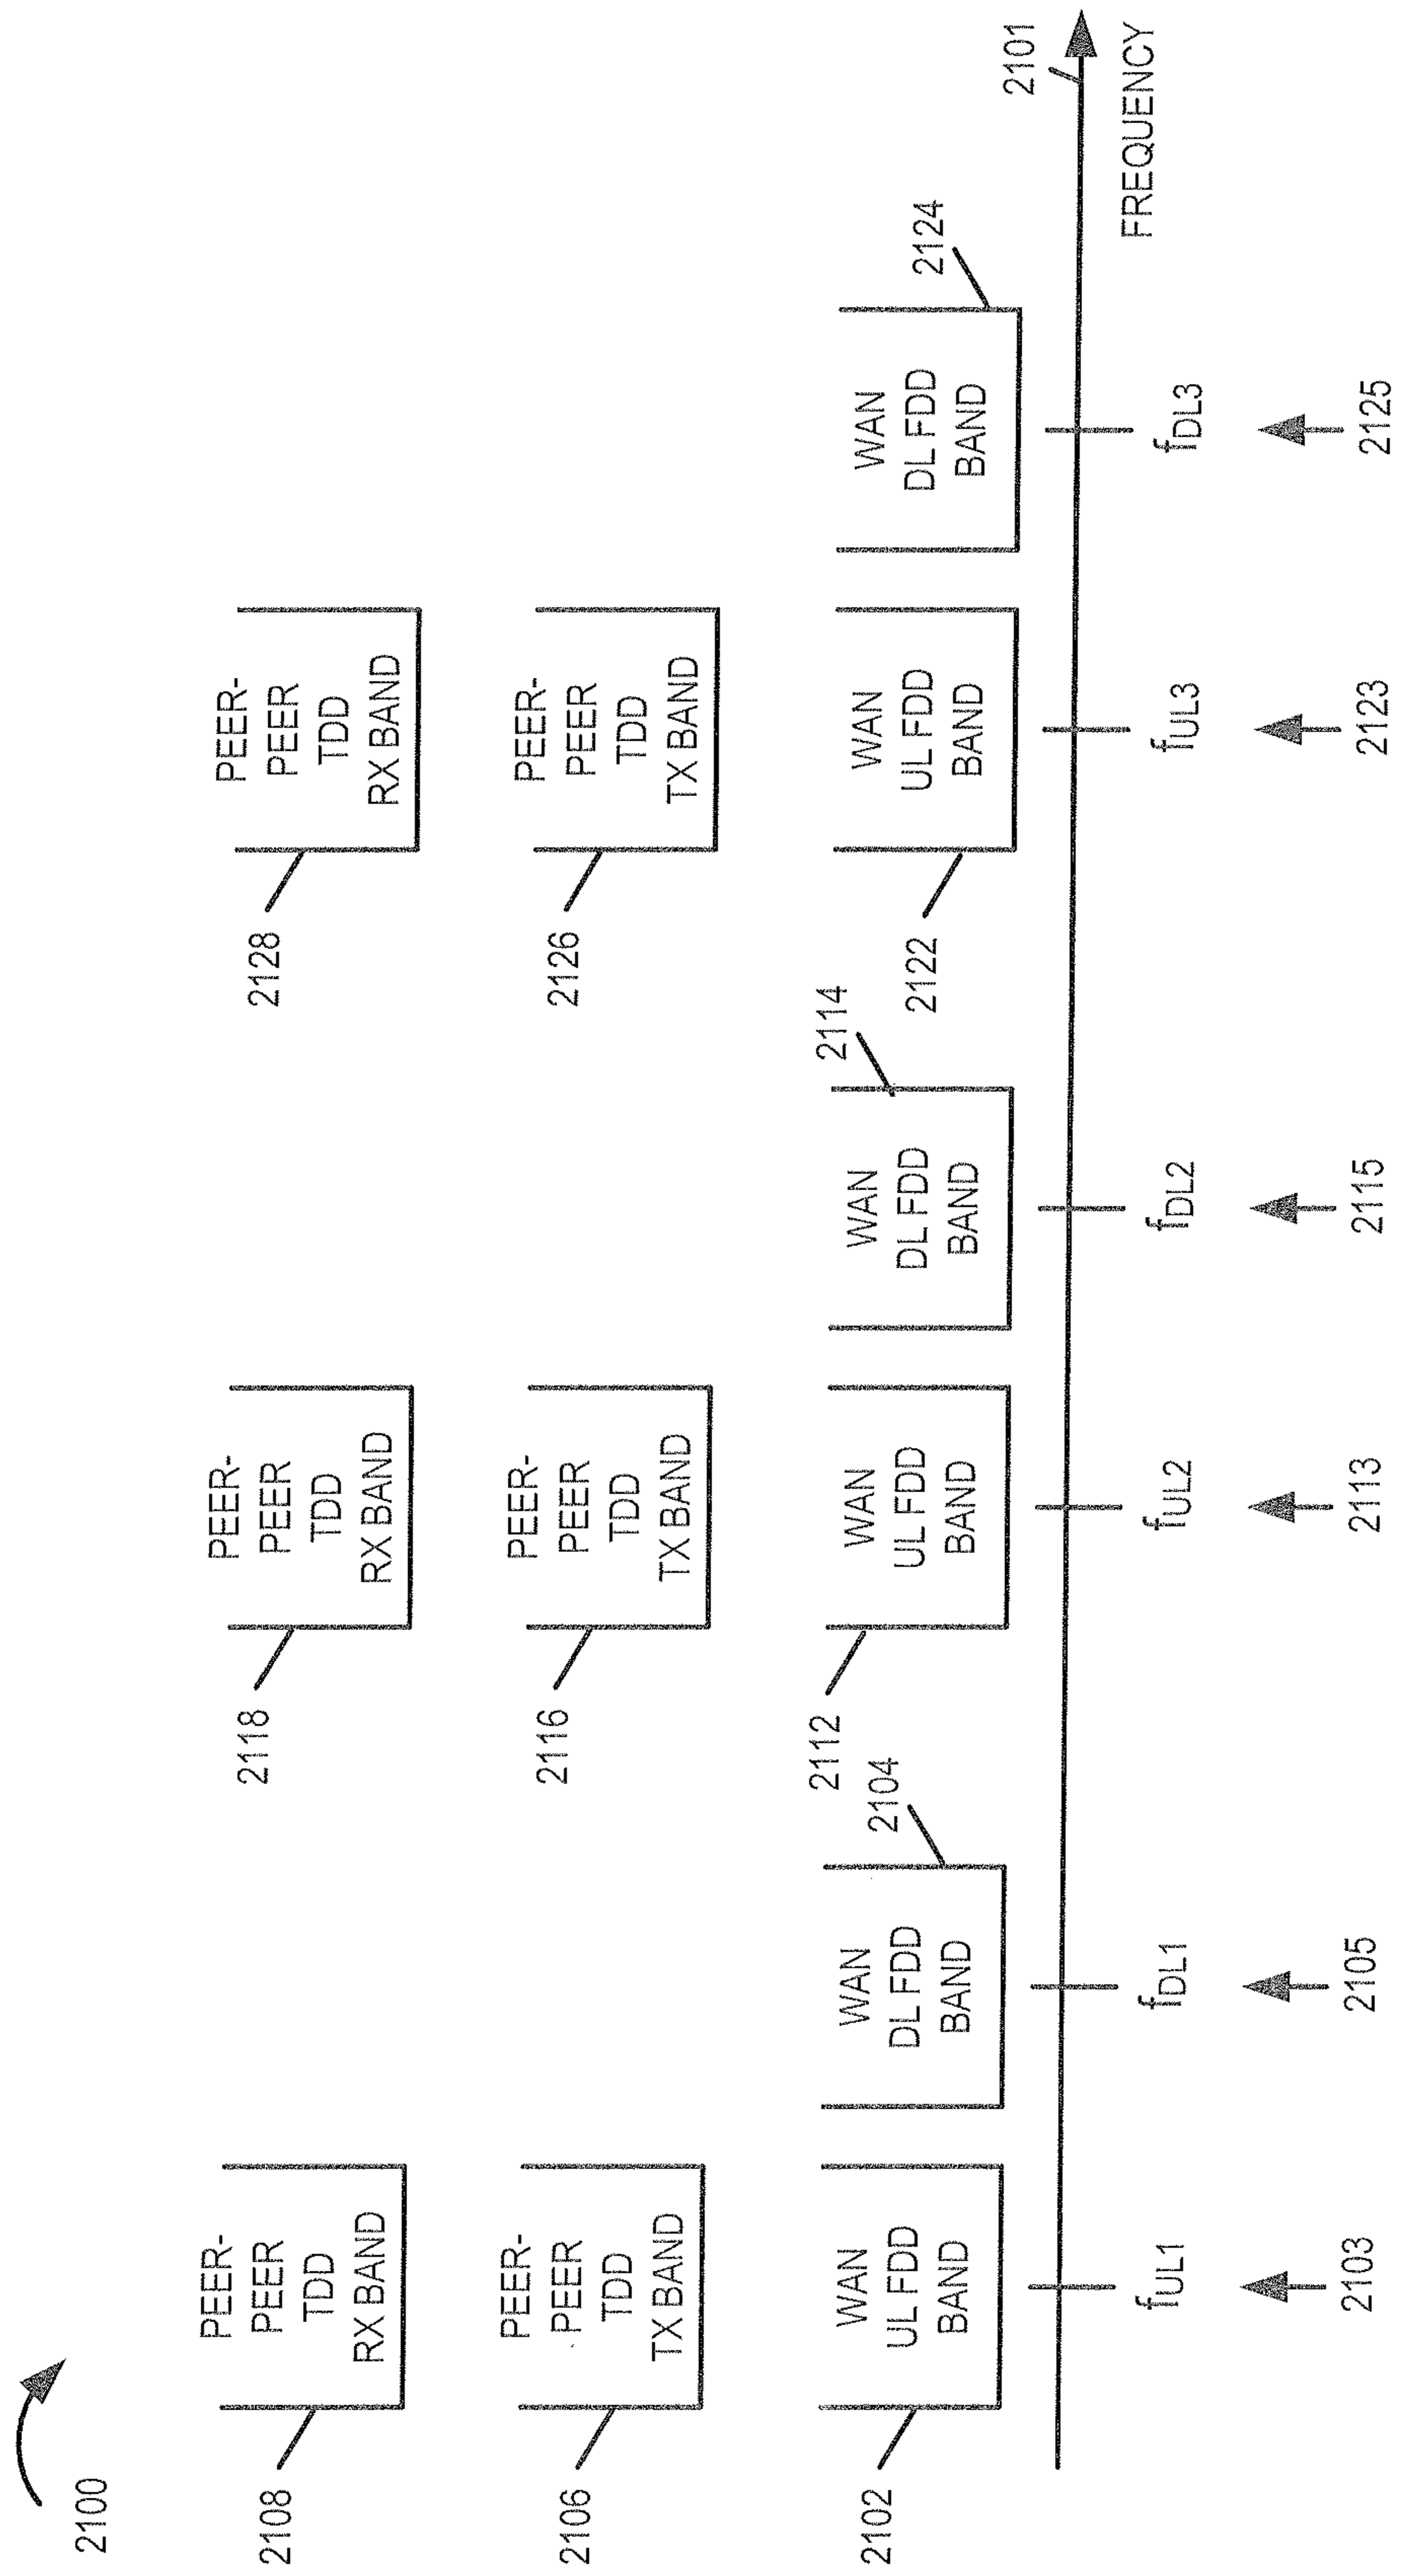 2100
2108
PEER-
PEER
TDD
RX BAND
2118
PEER-
PEER
TDD
RX BAND
2128
PEER-
PEER
TDD
RX BAND
2106
PEER-
PEER
TDD
TX BAND
2116
PEER-
PEER
TDD
TX BAND
2126
PEER-
PEER
TDD
TX BAND
2102
WAN
UL FDD
BAND
2104
WAN
DL FDD
BAND
2112
WAN
UL FDD
BAND
2114
WAN
DL FDD
BAND
2122
WAN
UL FDD
BAND
2124
WAN
DL FDD
BAND
2101
FREQUENCY
fUL1
fDL1
fUL2
fDL2
fUL3
fDL3
2103
2105
2113
2115
2123
2125